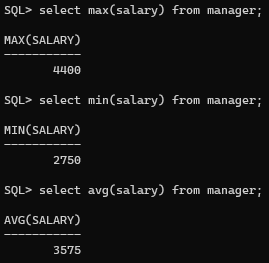 SQL> select max(salary) from manager;
MAX(SALARY)
-----------
4400
SQL> select min(salary) from manager;
MIN(SALARY)
-----------
2750
SQL> select avg(salary) from manager;
AVG(SALARY)
-----------
3575